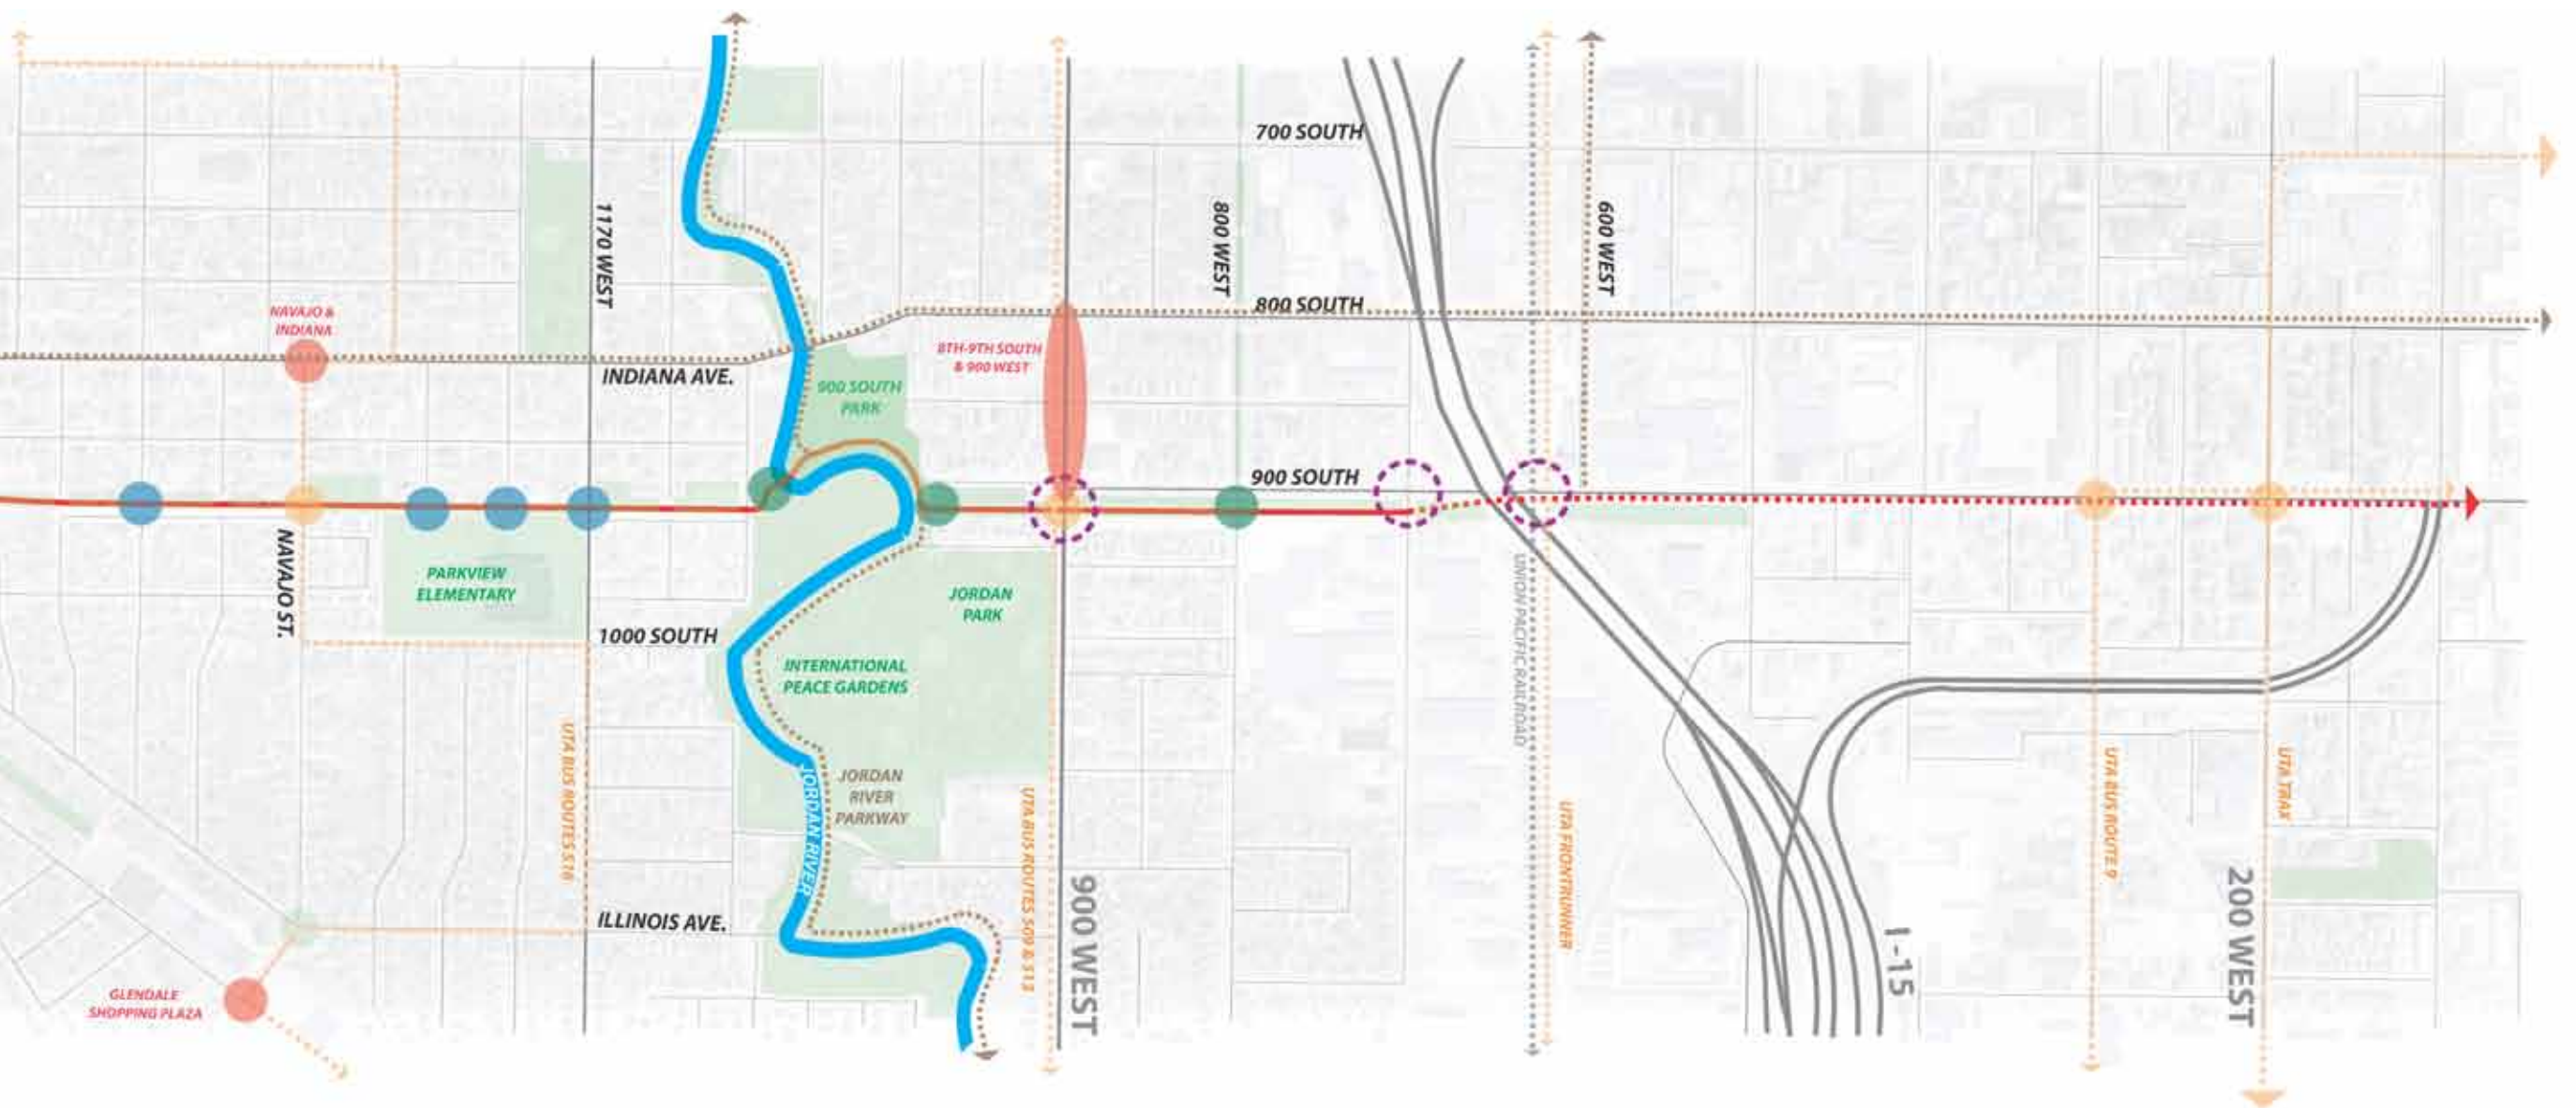 700 SOUTH
1170 WEST
800 WEST
600 WEST
NAVAJO &
INDIANA
800 SOUTH
8TH-9TH SOUTH
& 900 WEST
INDIANA AVE.
900 SOUTH
PARK
900 SOUTH
NAVAJO ST.
PARKVIEW
ELEMENTARY
JORDAN
PARK
UNION PACIFIC RAILROAD
1000 SOUTH
INTERNATIONAL
PEACE GARDENS
UTA BUS ROUTES 516
JORDAN RIVER
JORDAN
RIVER
PARKWAY
UTA BUS ROUTES 509 & 513
UTA FRONTRUNNER
UTA BUS ROUTE 9
UTA TRAX
900 WEST
200 WEST
ILLINOIS AVE.
I-15
GLENDALE
SHOPPING PLAZA